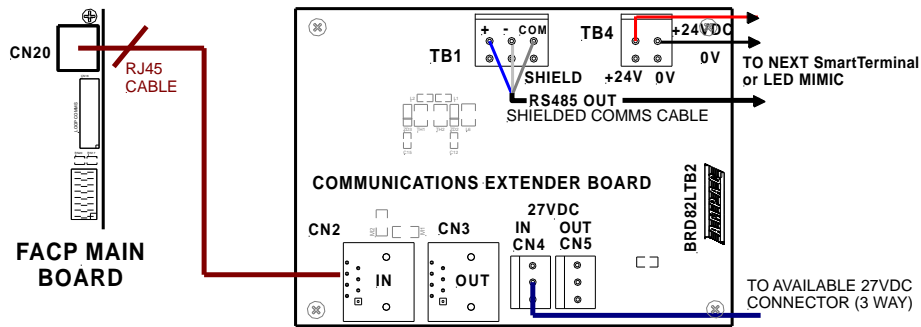 CN20
RJ45
CABLE
LOOP COMMS
FACP MAIN
BOARD
+ - COM
TB1
SHIELD
TB4
+24VDC
0V
+24V 0V
RS485 OUT
SHIELDED COMMS CABLE
TO NEXT SmartTerminal
or LED MIMIC
COMMUNICATIONS EXTENDER BOARD
BRD82LTB2
27VDC
IN
CN4
OUT
CN5
CN2
IN
CN3
OUT
TO AVAILABLE 27VDC
CONNECTOR (3 WAY)